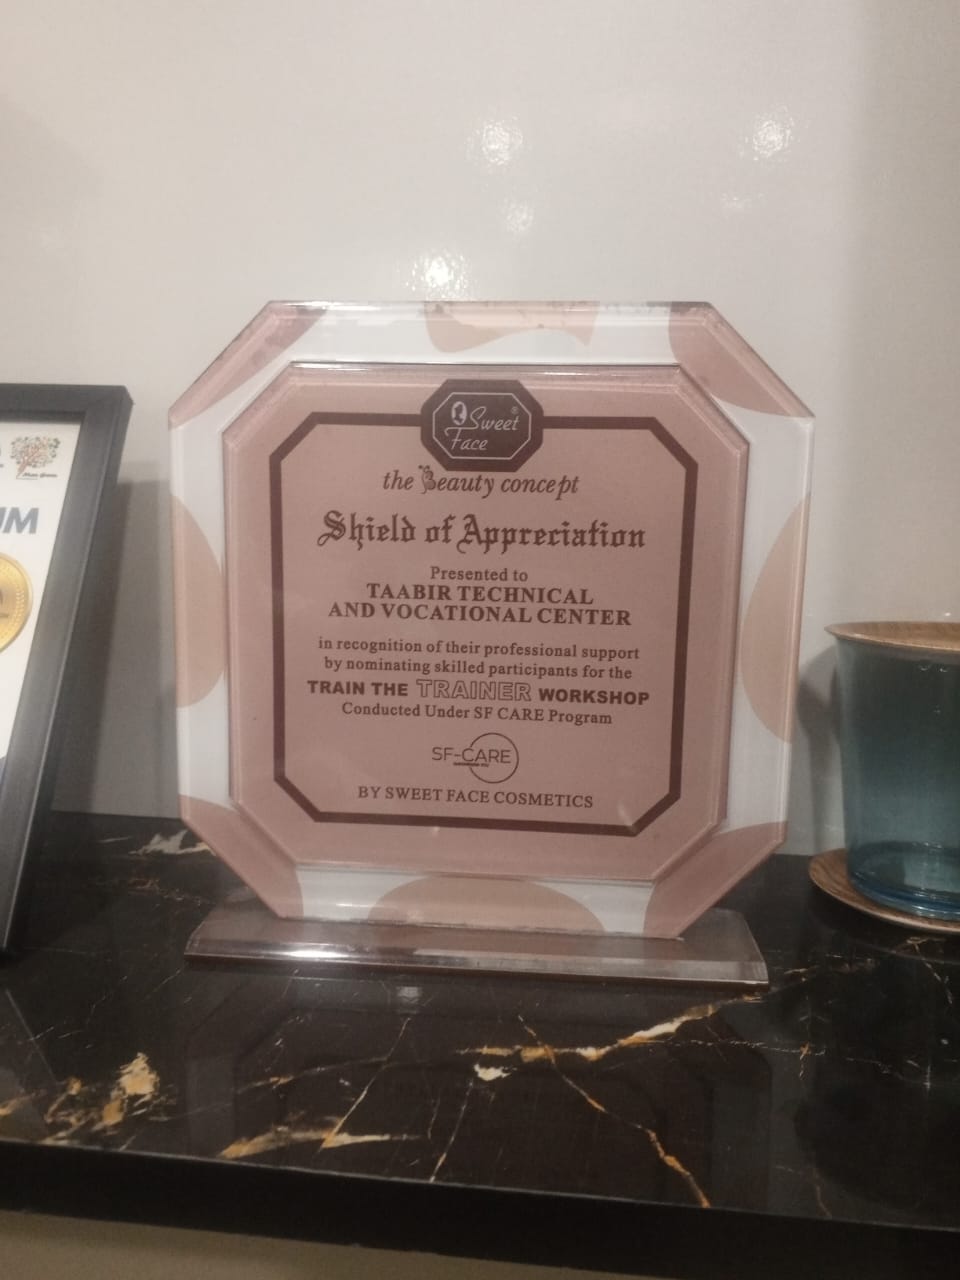 Sweet®
Face
the Beauty concept
Shield of Appreciation
Presented to
TAABIR TECHNICAL
AND VOCATIONAL CENTER
in recognition of their professional support
by nominating skilled participants for the
TRAIN THE TRAINER WORKSHOP
Conducted Under SF CARE Program
SF-CARE
BY SWEET FACE COSMETICS
UM